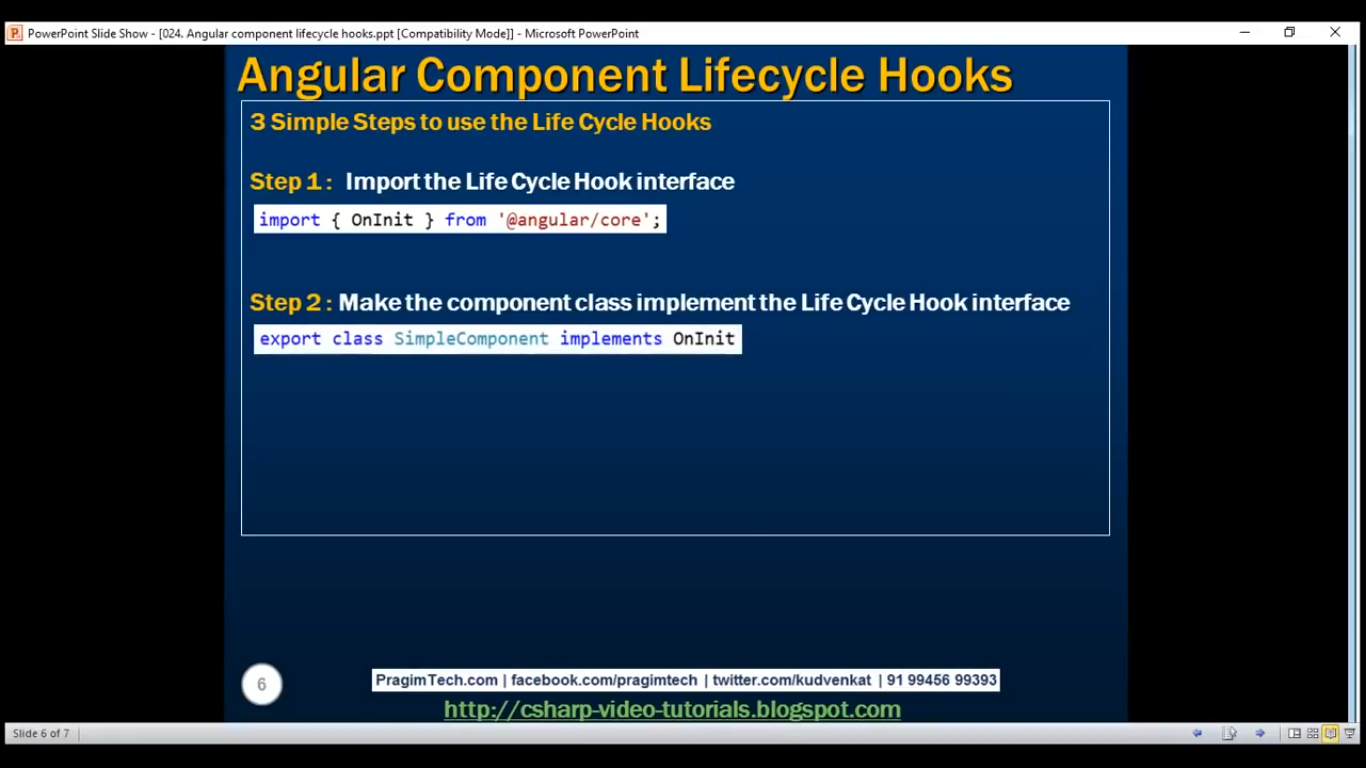 PowerPoint Slide Show - [024. Angular component lifecycle hooks.ppt [Compatibility Mode]] - Microsoft PowerPoint
Angular Component Lifecycle Hooks
3 Simple Steps to use the Life Cycle Hooks
Step 1 : Import the Life Cycle Hook interface
import { OnInit } from '@angular/core';
Step 2 : Make the component class implement the Life Cycle Hook interface
export class SimpleComponent implements OnInit
6
PragimTech.com | facebook.com/pragimtech | twitter.com/kudvenkat | 91 99456 99393
http://csharp-video-tutorials.blogspot.com
Slide 6 of 7